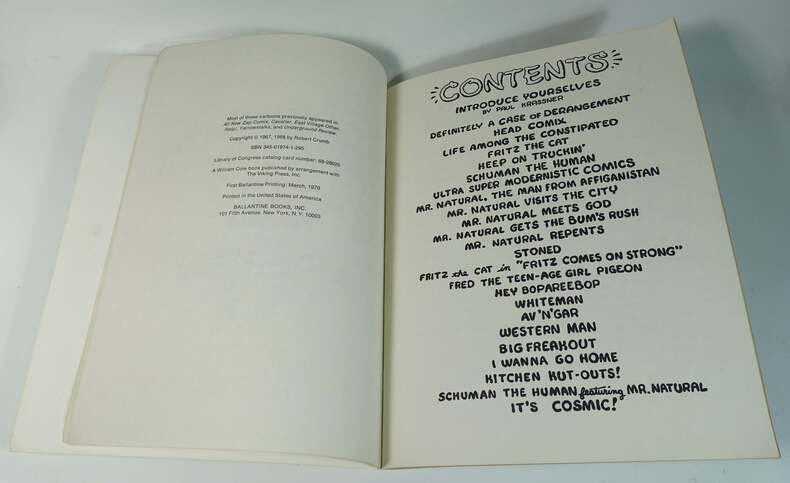 Most of these cartoons previously appeared in
All New Zap Comix, Cavalier, East Village Other,
Help!, Yarrowstalks, and Underground Review.
Copyright © 1967, 1968 by Robert Crumb
SBN 345-01974-1-295
Library of Congress catalog card number: 68-28025
A William Cole book published by arrangement with
The Viking Press, Inc.
First Ballantine Printing: March, 1970
Printed in the United States of America
BALLANTINE BOOKS, INC.
101 Fifth Avenue, New York, N.Y. 10003
CONTENTS
INTRODUCE YOURSELVES
BY PAUL KRASSNER
DEFINITELY A CASE OF DERANGEMENT
HEAD COMIX
LIFE AMONG THE CONSTIPATED
FRITZ THE CAT
KEEP ON TRUCKIN'
SCHUMAN THE HUMAN
ULTRA SUPER MODERNISTIC COMICS
MR. NATURAL, THE MAN FROM AFFIGANISTAN
MR. NATURAL VISITS THE CITY
MR. NATURAL MEETS GOD
MR. NATURAL GETS THE BUM'S RUSH
MR. NATURAL REPENTS
STONED
FRITZ the CAT in "FRITZ COMES ON STRONG"
FRED THE TEEN-AGE GIRL PIGEON
HEY BOPAREEBOP
WHITEMAN
AV'N'GAR
WESTERN MAN
BIG FREAKOUT
I WANNA GO HOME
KITCHEN KUT-OUTS!
SCHUMAN THE HUMAN featuring MR. NATURAL
IT'S COSMIC!